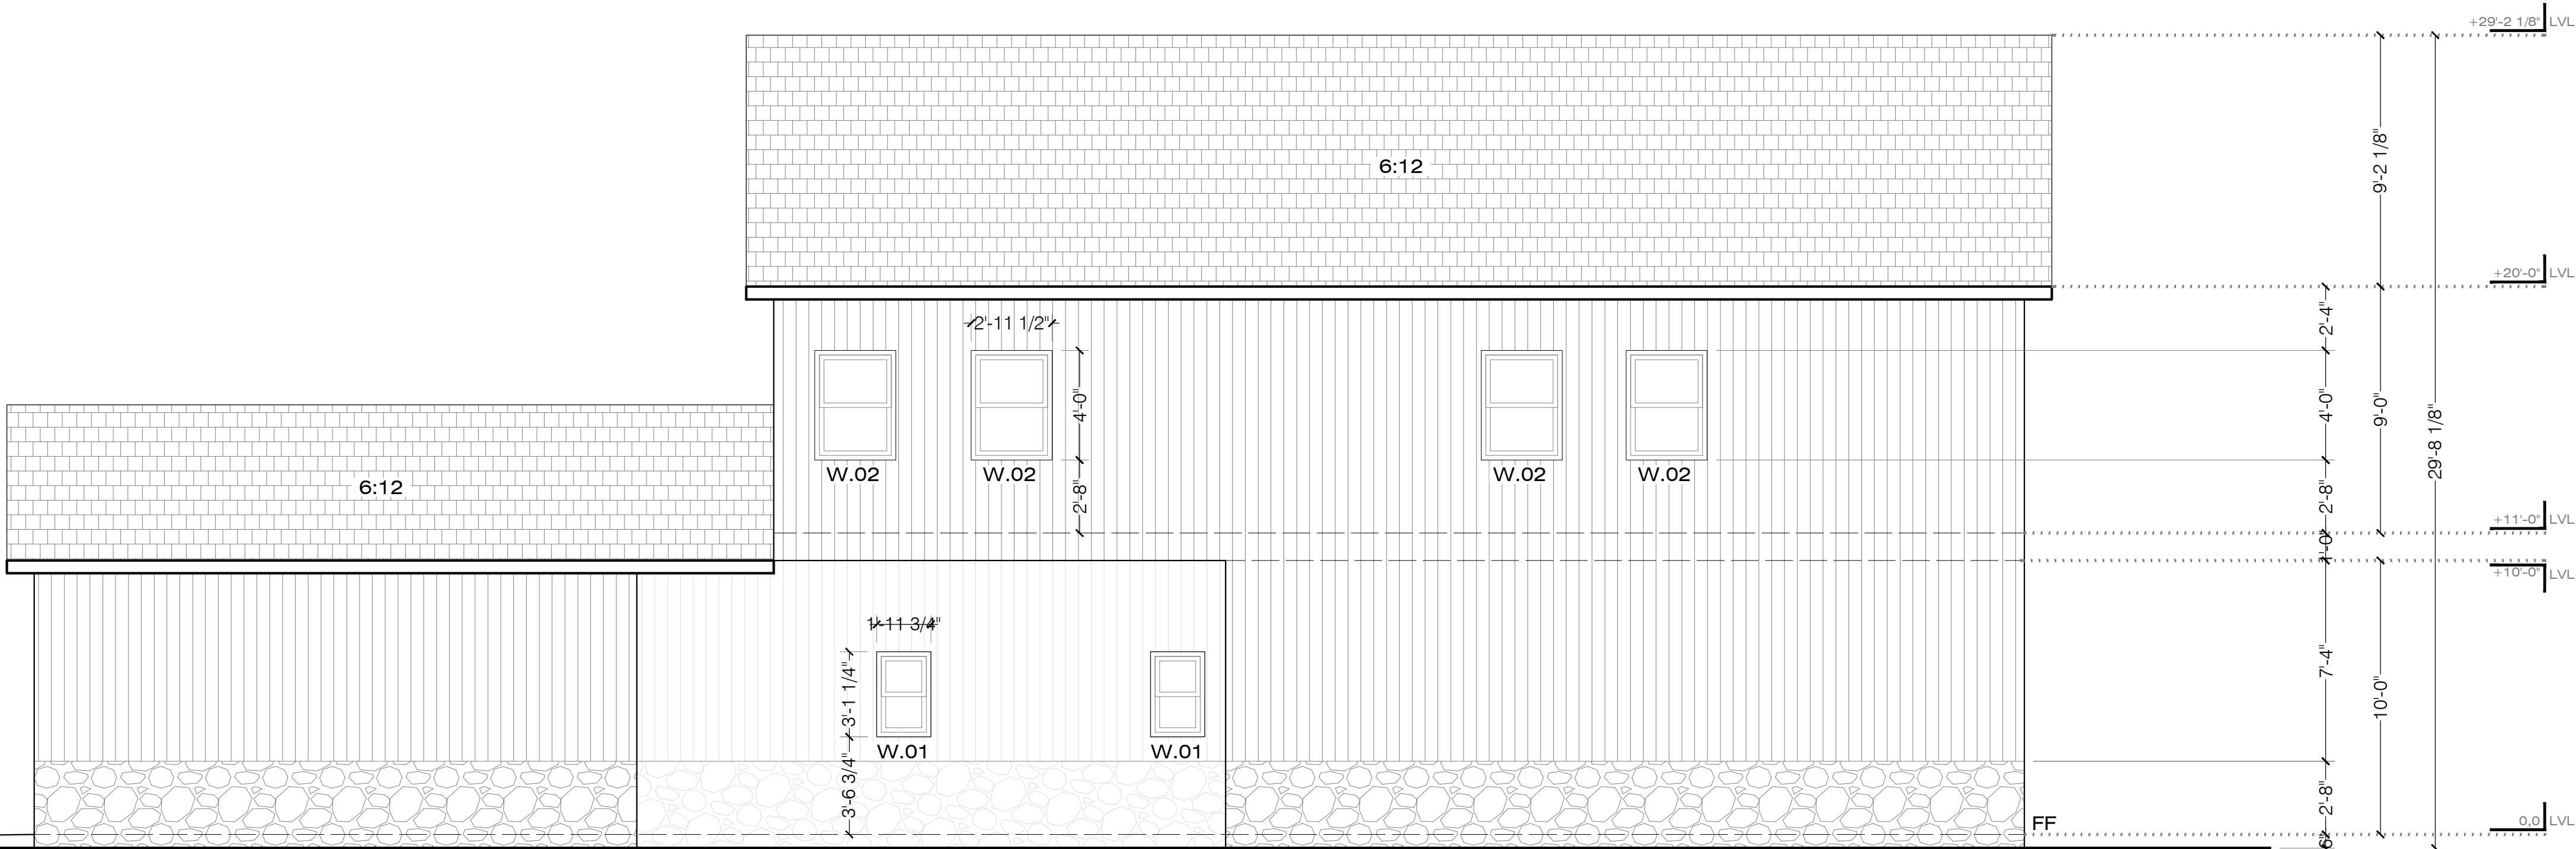 +29'-2 1/8" LVL
6:12
9'-2 1/8"
+20'-0" LVL
2'-11 1/2"
2'-4"
4'-0"
4'-0"
9'-0"
29'-8 1/8"
W.02
W.02
W.02
W.02
6:12
2'-8"
2'-8"
+11'-0" LVL
1'-0"
+10'-0" LVL
1'-11 3/4"
3'-1 1/4"
7'-4"
10'-0"
W.01
W.01
3'-6 3/4"
2'-8"
FF
0,0 LVL
6"